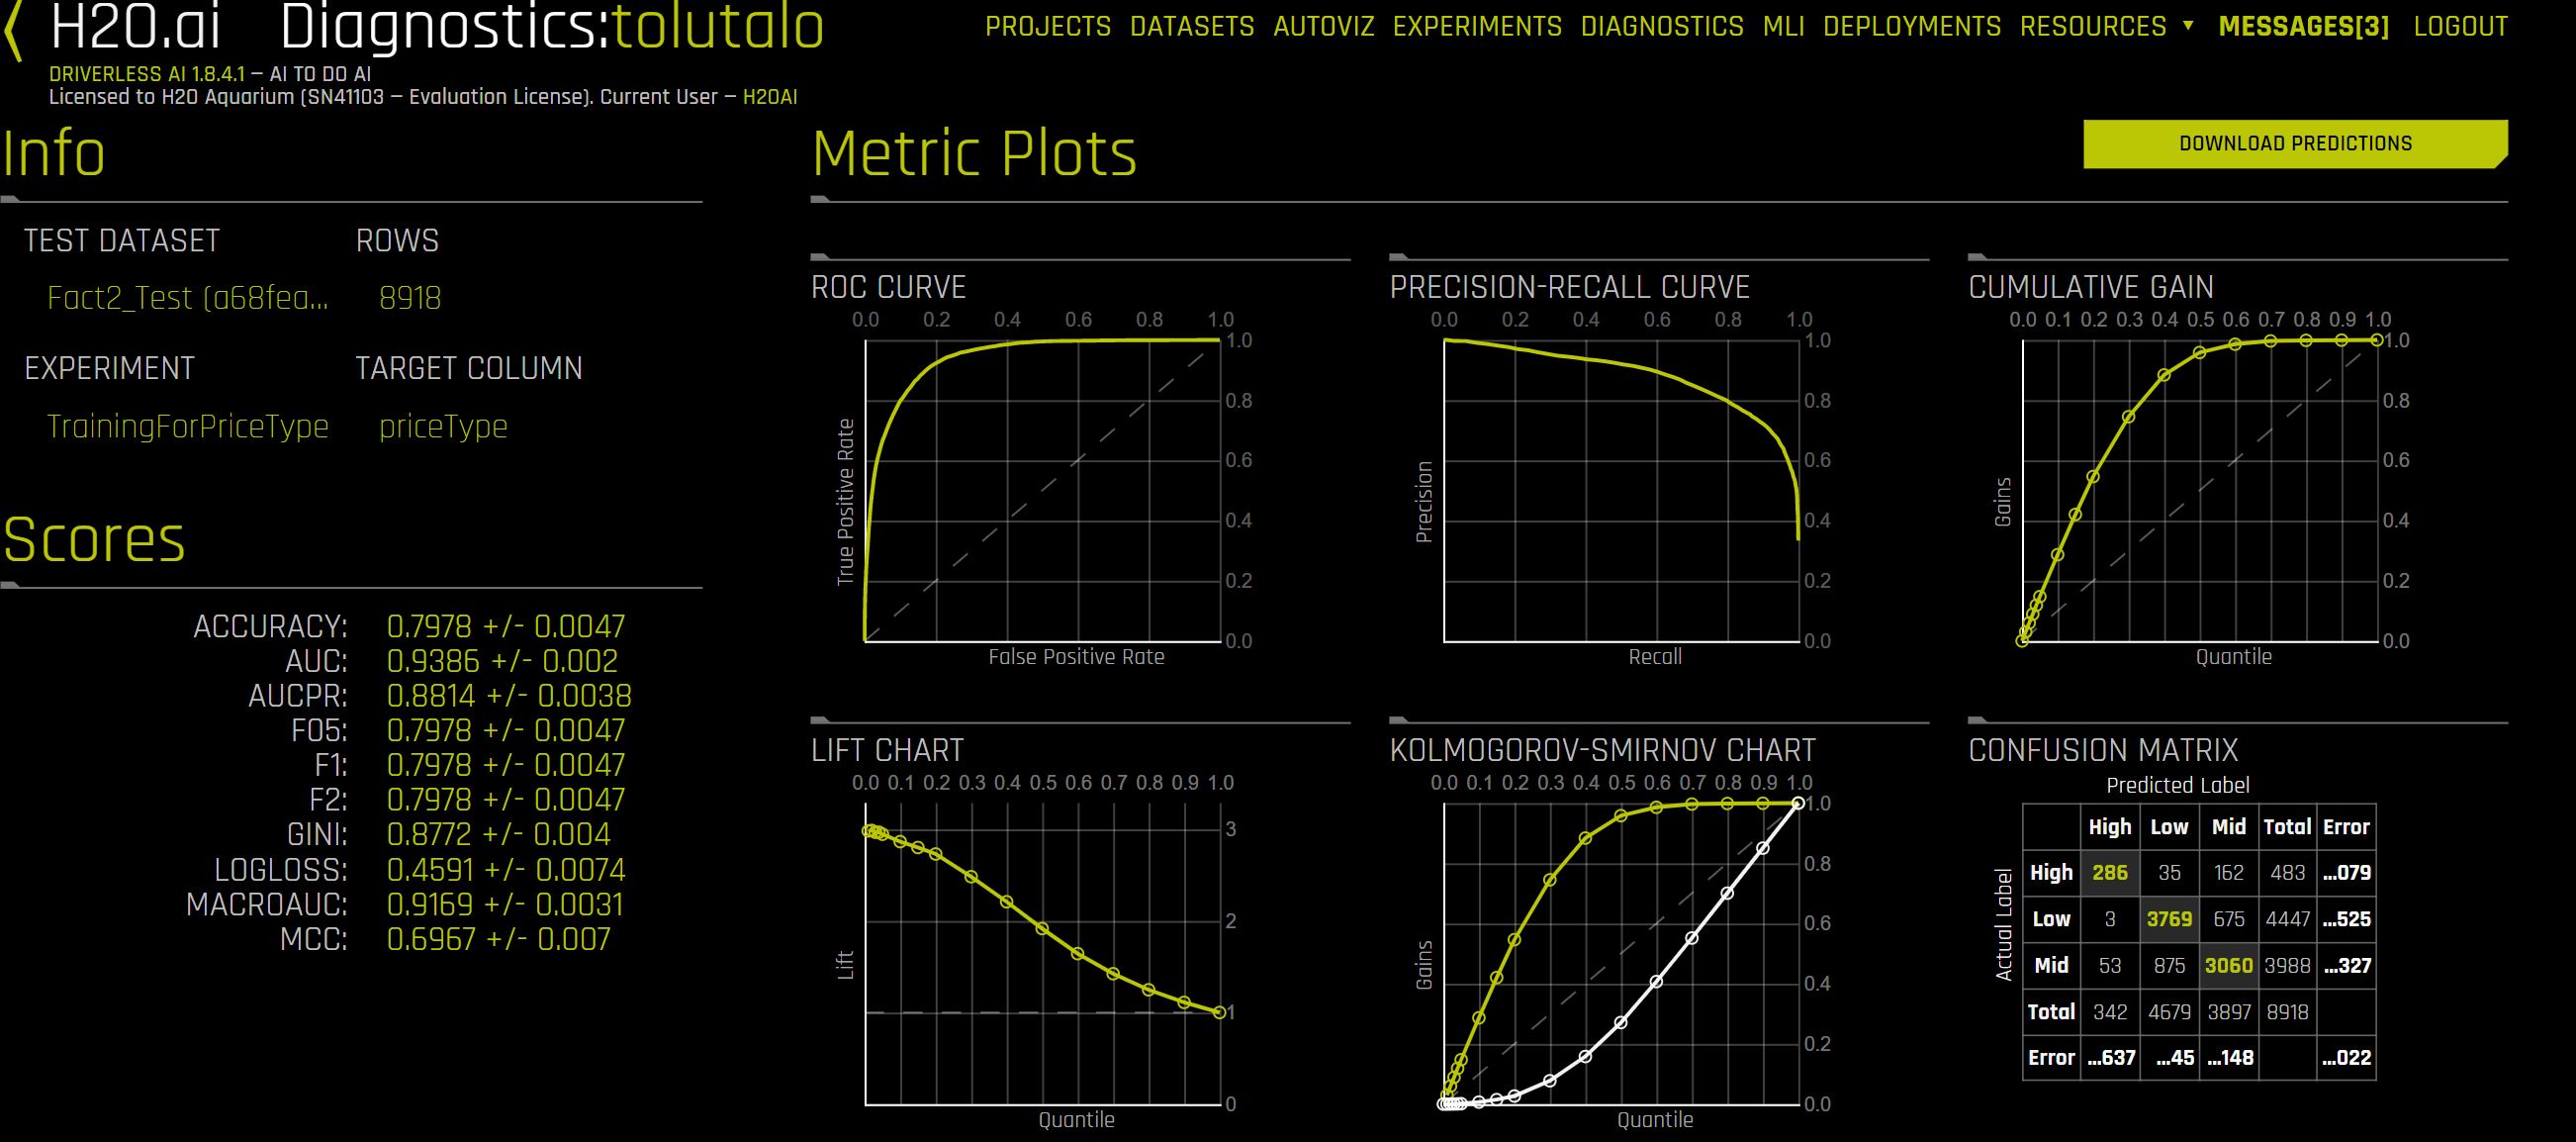 H2O.ai Diagnostics:tolutalo
PROJECTS DATASETS AUTOVIZ EXPERIMENTS DIAGNOSTICS MLI DEPLOYMENTS RESOURCES MESSAGES[3] LOGOUT
DRIVERLESS AI 1.8.4.1 – AI TO DO AI
Licensed to H2O Aquarium (SN41103 – Evaluation License). Current User – H2OAI
Info
TEST DATASET ROWS
Fact2_Test (a68fea... 8918
EXPERIMENT TARGET COLUMN
TrainingForPriceType priceType
Scores
ACCURACY: 0.7978 +/- 0.0047
AUC: 0.9386 +/- 0.002
AUCPR: 0.8814 +/- 0.0038
F05: 0.7978 +/- 0.0047
F1: 0.7978 +/- 0.0047
F2: 0.7978 +/- 0.0047
GINI: 0.8772 +/- 0.004
LOGLOSS: 0.4591 +/- 0.0074
MACROAUC: 0.9169 +/- 0.0031
MCC: 0.6967 +/- 0.007
Metric Plots
DOWNLOAD PREDICTIONS
ROC CURVE
0.0 0.2 0.4 0.6 0.8 1.0
1.0
0.8
0.6
0.4
0.2
0.0
True Positive Rate
False Positive Rate
PRECISION-RECALL CURVE
0.0 0.2 0.4 0.6 0.8 1.0
1.0
0.8
0.6
0.4
0.2
0.0
Precision
Recall
CUMULATIVE GAIN
0.0 0.1 0.2 0.3 0.4 0.5 0.6 0.7 0.8 0.9 1.0
1.0
0.8
0.6
0.4
0.2
0.0
Gains
Quantile
LIFT CHART
0.0 0.1 0.2 0.3 0.4 0.5 0.6 0.7 0.8 0.9 1.0
3
2
1
0
Lift
Quantile
KOLMOGOROV-SMIRNOV CHART
0.0 0.1 0.2 0.3 0.4 0.5 0.6 0.7 0.8 0.9 1.0
1.0
0.8
0.6
0.4
0.2
0.0
Gains
Quantile
CONFUSION MATRIX
Predicted Label
Actual Label
High Low Mid Total Error
High 286 35 162 483 ...079
Low 3 3769 675 4447 ...525
Mid 53 875 3060 3988 ...327
Total 342 4679 3897 8918
Error ...637 ...45 ...148 ...022